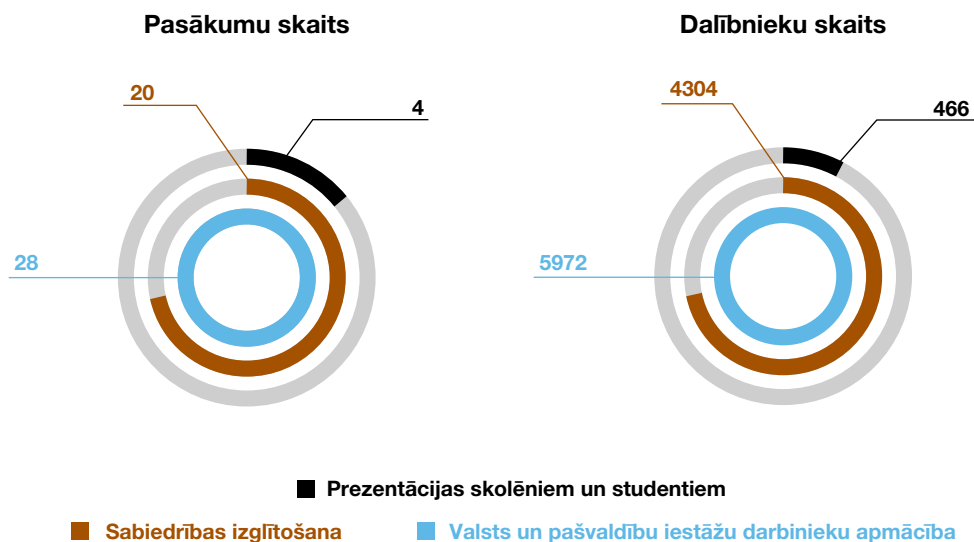 Pasākumu skaits
Dalībnieku skaits
20
4
28
4304
466
5972
Prezentācijas skolēniem un studentiem
Sabiedrības izglītošana
Valsts un pašvaldību iestāžu darbinieku apmācība